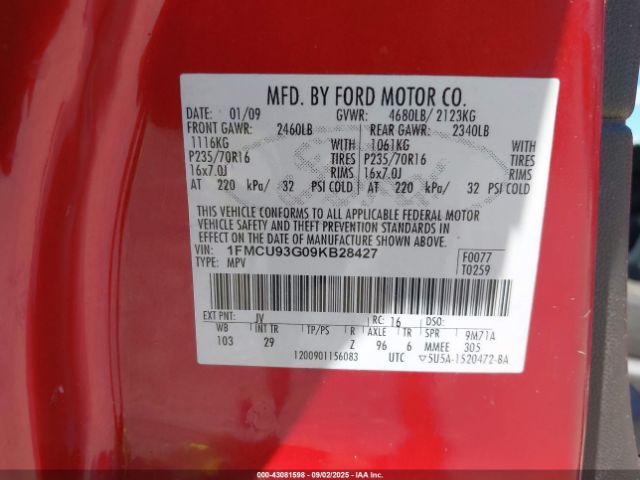 MFD. BY FORD MOTOR CO.
DATE: 01/09 GVWR: 4680LB/ 2123KG
FRONT GAWR: 2460LB REAR GAWR: 2340LB
1116KG WITH 1061KG WITH
P235/70R16 TIRES P235/70R16 TIRES
16x7.0J RIMS 16x7.0J RIMS
AT 220 kPa/ 32 PSI COLD AT 220 kPa/ 32 PSI COLD
THIS VEHICLE CONFORMS TO ALL APPLICABLE FEDERAL MOTOR
VEHICLE SAFETY AND THEFT PREVENTION STANDARDS IN
EFFECT ON THE DATE OF MANUFACTURE SHOWN ABOVE.
VIN: 1FMCU93G09KB28427 F0077
TYPE: MPV T0259
EXT PNT: JV RC: 16 DSO:
WB INT TR TP/PS R AXLE TR SPR 9M71A
103 29 Z 96 6 MMEE 305
1200901156083 UTC ▽5U5A-1520472-BA
000-43081598 - 09/02/2025 - IAAI.COM